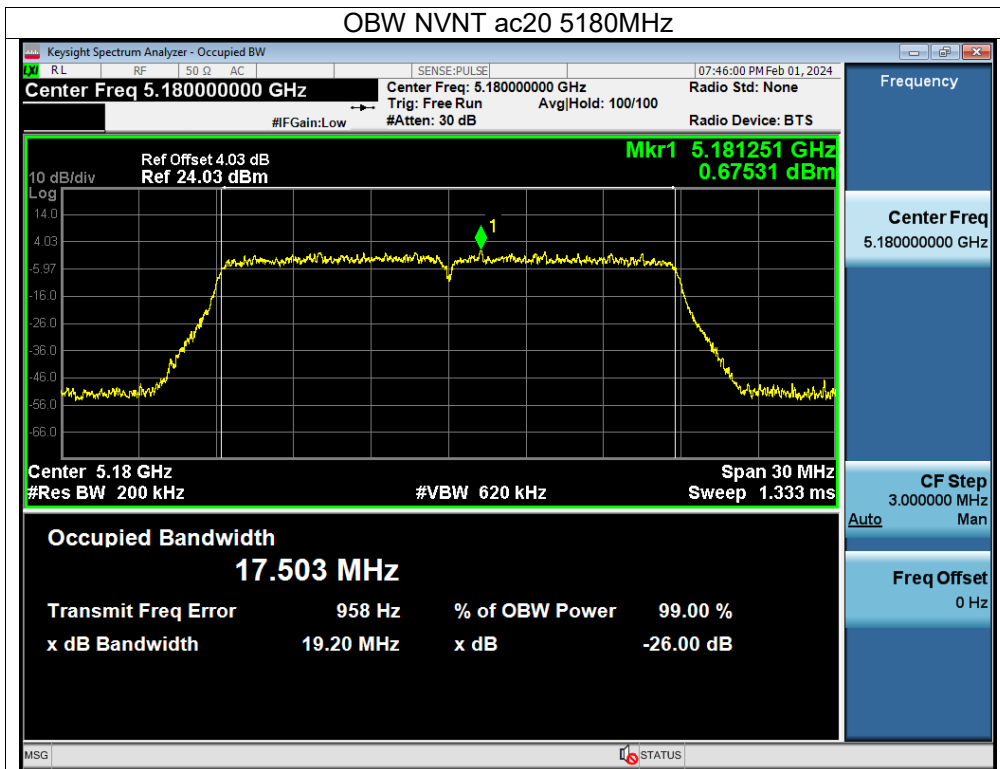 OBW NVNT ac20 5180MHz
Keysight Spectrum Analyzer - Occupied BW
LXI RL RF 50 Ω AC SENSE:PULSE 07:46:00 PM Feb 01, 2024
Center Freq 5.180000000 GHz
Center Freq: 5.180000000 GHz Radio Std: None
Trig: Free Run Avg|Hold: 100/100
#IFGain:Low #Atten: 30 dB Radio Device: BTS
Mkr1 5.181251 GHz
0.67531 dBm
Ref Offset 4.03 dB
10 dB/div Ref 24.03 dBm
Log
14.0
1
4.03
-5.97
-16.0
-26.0
-36.0
-46.0
-56.0
-66.0
Center 5.18 GHz Span 30 MHz
#Res BW 200 kHz #VBW 620 kHz Sweep 1.333 ms
Occupied Bandwidth
17.503 MHz
Transmit Freq Error 958 Hz % of OBW Power 99.00 %
x dB Bandwidth 19.20 MHz x dB -26.00 dB
Frequency
Center Freq
5.180000000 GHz
CF Step
3.000000 MHz
Auto Man
Freq Offset
0 Hz
MSG STATUS